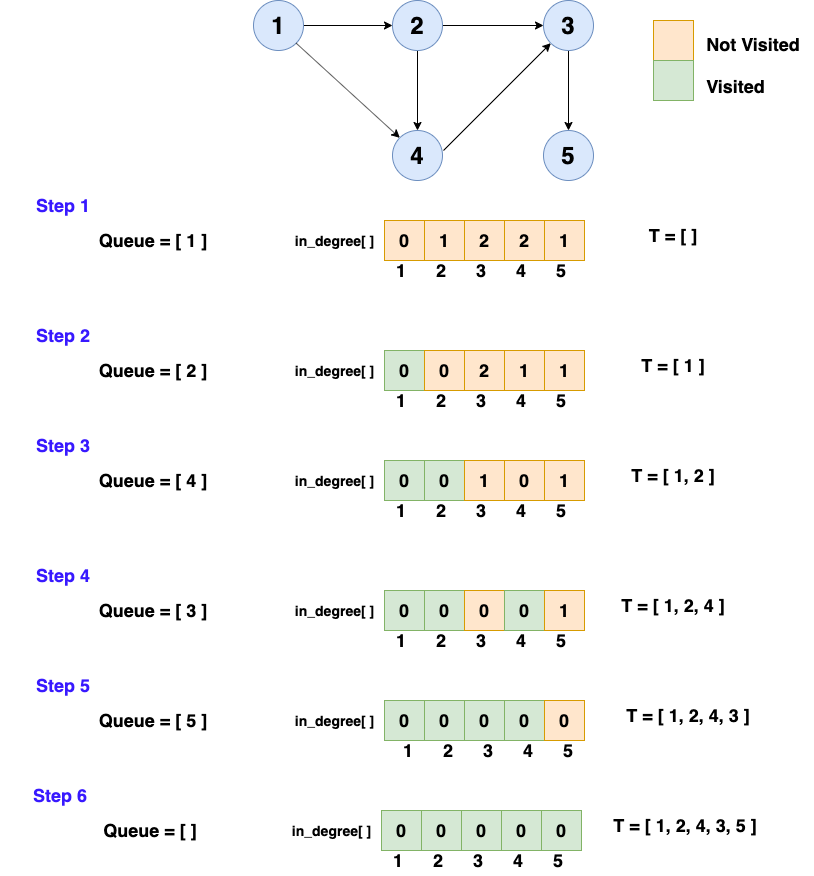 1 2 3
Not Visited
Visited
4 5
Step 1
Queue = [ 1 ] in_degree[ ] 0 1 2 2 1 T = [ ]
1 2 3 4 5
Step 2
Queue = [ 2 ] in_degree[ ] 0 0 2 1 1 T = [ 1 ]
1 2 3 4 5
Step 3
Queue = [ 4 ] in_degree[ ] 0 0 1 0 1 T = [ 1, 2 ]
1 2 3 4 5
Step 4
Queue = [ 3 ] in_degree[ ] 0 0 0 0 1 T = [ 1, 2, 4 ]
1 2 3 4 5
Step 5
Queue = [ 5 ] in_degree[ ] 0 0 0 0 0 T = [ 1, 2, 4, 3 ]
1 2 3 4 5
Step 6
Queue = [ ] in_degree[ ] 0 0 0 0 0 T = [ 1, 2, 4, 3, 5 ]
1 2 3 4 5